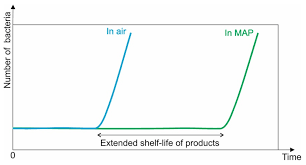 In air
In MAP
Number of bacteria
Extended shelf-life of products
0
Time